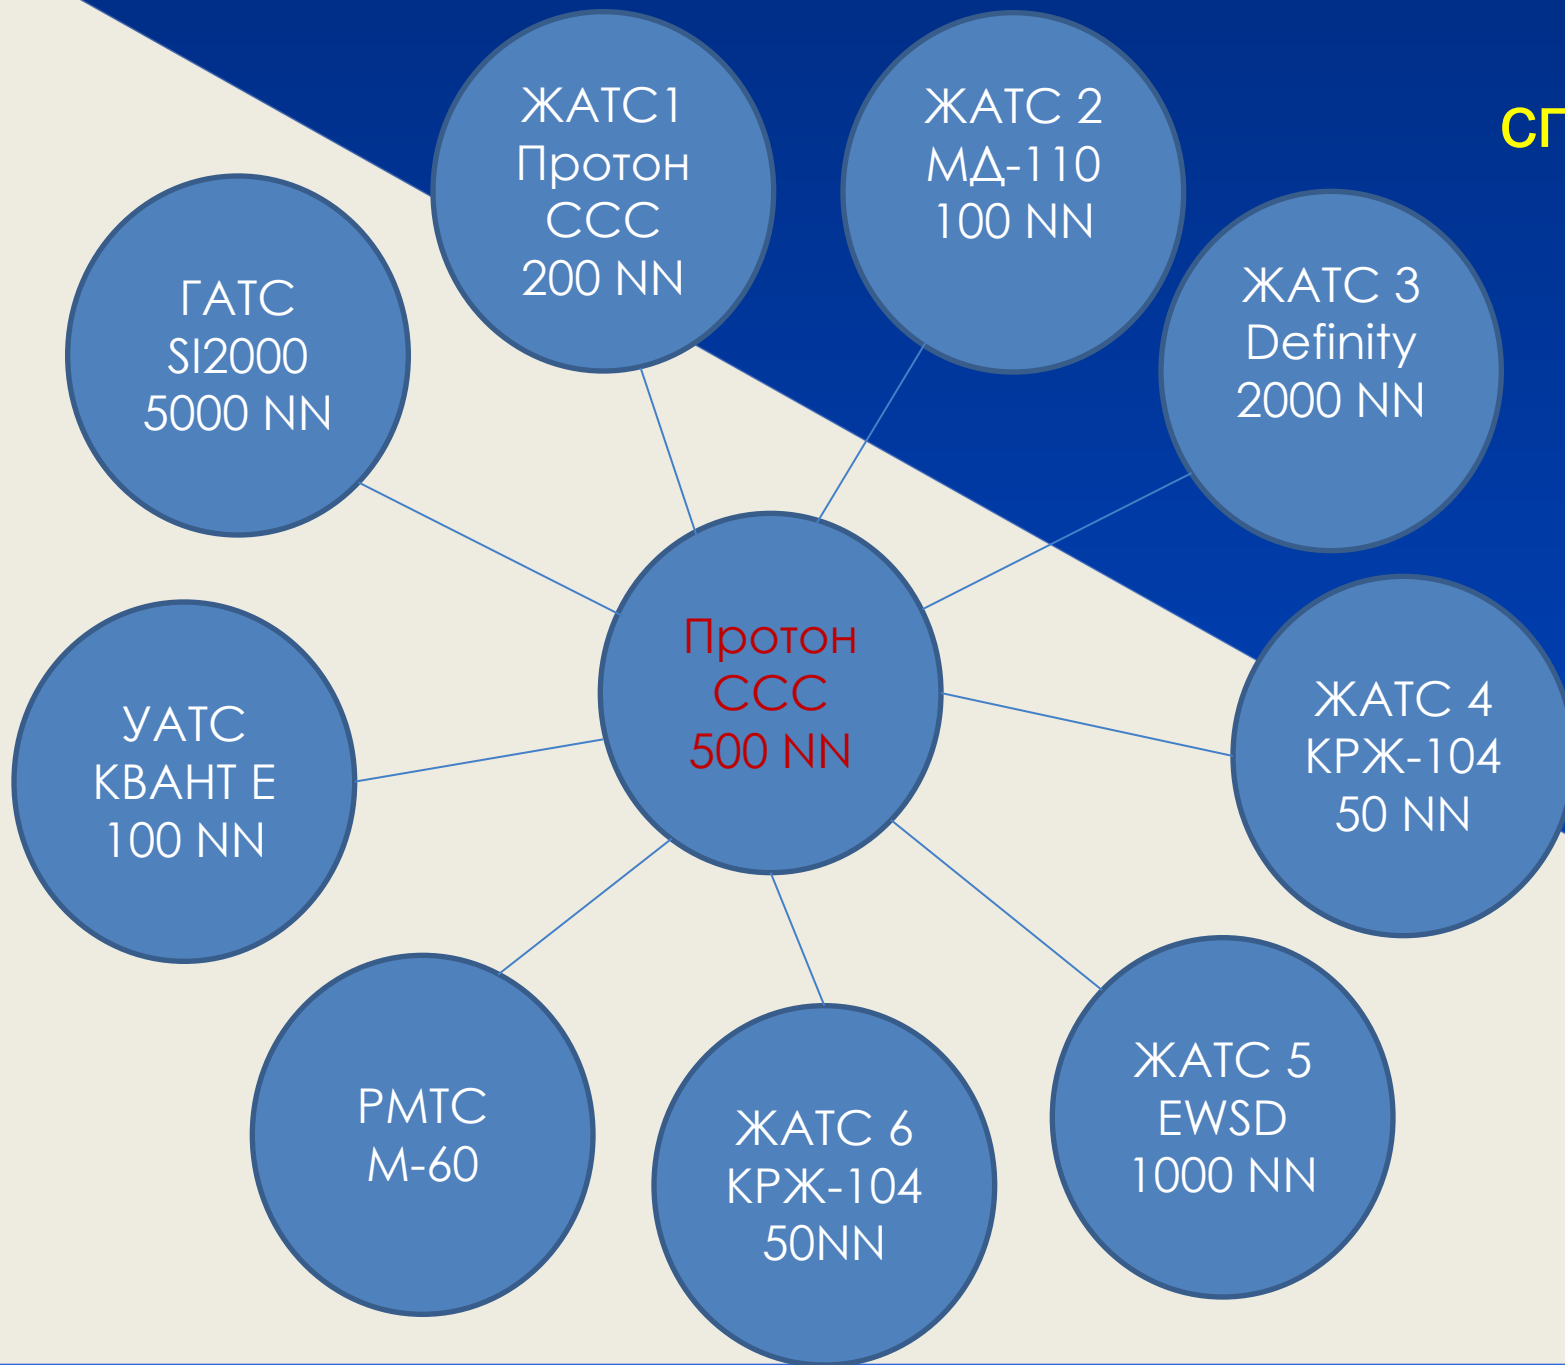 ЖАТС1
Протон
ССС
200 NN
ЖАТС 2
МД-110
100 NN
ЖАТС 3
Definity
2000 NN
ГАТС
SI2000
5000 NN
Протон
ССС
500 NN
ЖАТС 4
КРЖ-104
50 NN
УАТС
КВАНТ Е
100 NN
РМТС
М-60
ЖАТС 6
КРЖ-104
50NN
ЖАТС 5
EWSD
1000 NN